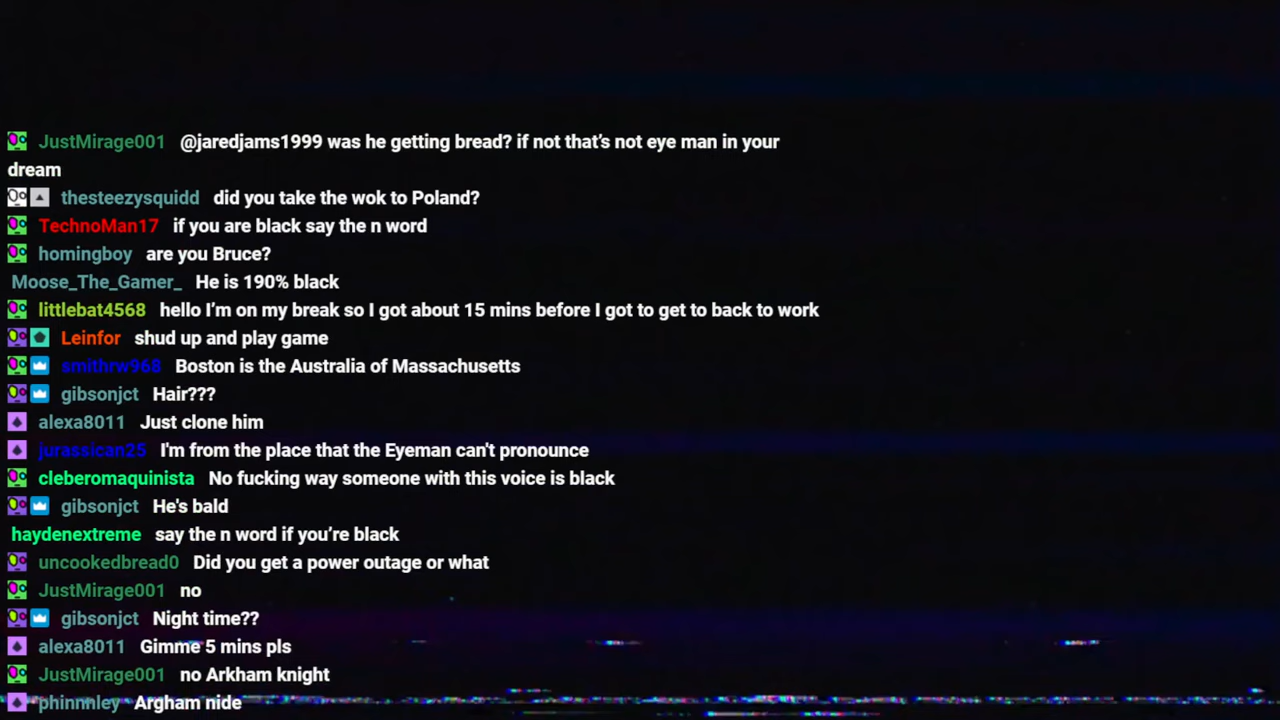 JustMirage001 @jaredjams1999 was he getting bread? if not that's not eye man in your
dream
thesteezysquidd did you take the wok to Poland?
TechnoMan17 if you are black say the n word
homingboy are you Bruce?
Moose_The_Gamer_ He is 190% black
littlebat4568 hello I'm on my break so I got about 15 mins before I got to get to back to work
Leinfor shud up and play game
smithrw968 Boston is the Australia of Massachusetts
gibsonjct Hair???
alexa8011 Just clone him
jurassican25 I'm from the place that the Eyeman can't pronounce
cleberomaquinista No fucking way someone with this voice is black
gibsonjct He's bald
haydenextreme say the n word if you're black
uncookedbread0 Did you get a power outage or what
JustMirage001 no
gibsonjct Night time??
alexa8011 Gimme 5 mins pls
JustMirage001 no Arkham knight
phinnnley Argham nide